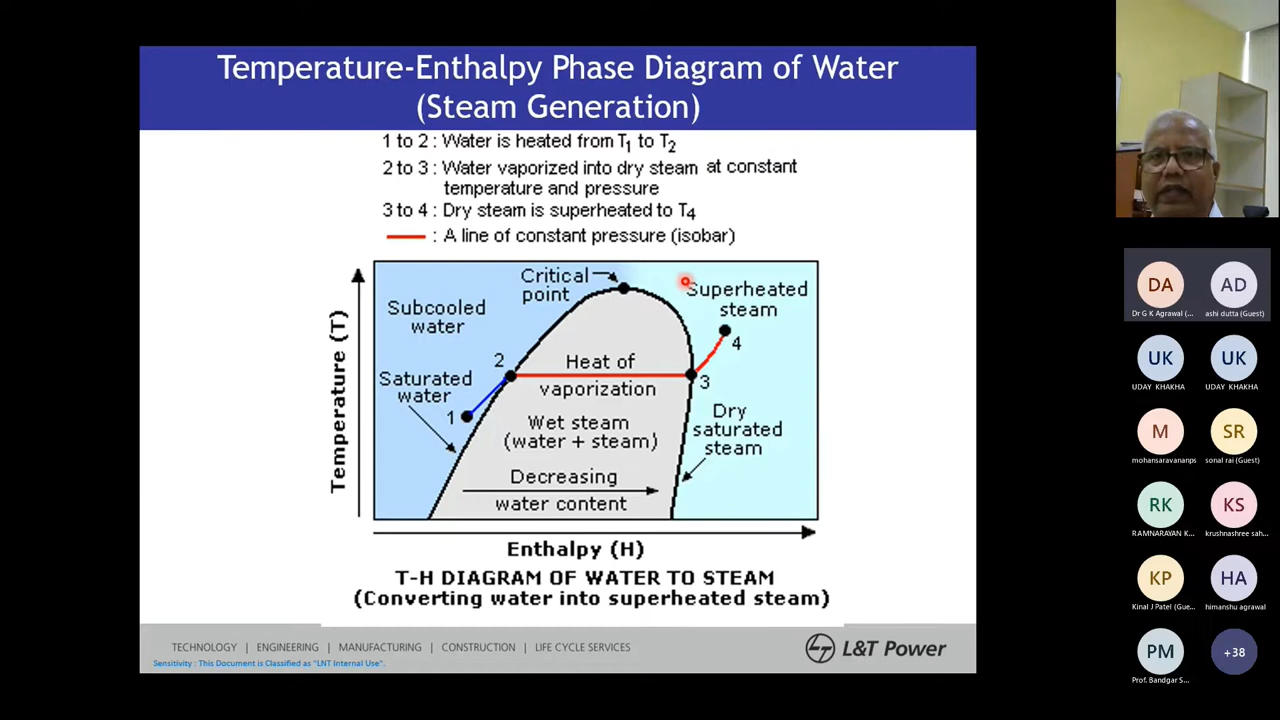 Temperature-Enthalpy Phase Diagram of Water
(Steam Generation)
1 to 2 : Water is heated from T1 to T2
2 to 3 : Water vaporized into dry steam at constant
temperature and pressure
3 to 4 : Dry steam is superheated to T4
: A line of constant pressure (isobar)
Critical
point
Superheated
steam
Subcooled
water
4
2
Heat of
vaporization
3
Saturated
water
1
Wet steam
(water + steam)
Dry
saturated
steam
Decreasing
water content
Temperature (T)
Enthalpy (H)
T-H DIAGRAM OF WATER TO STEAM
(Converting water into superheated steam)
TECHNOLOGY | ENGINEERING | MANUFACTURING | CONSTRUCTION | LIFE CYCLE SERVICES
Sensitivity : This Document is Classified as "LNT Internal Use".
L&T Power
DA
Dr G K Agrawal (...
AD
ashi dutta (Guest)
UK
UDAY KHAKHA
UK
UDAY KHAKHA
M
mohansaravananps
SR
sonal rai (Guest)
RK
RAMNARAYAN K...
KS
krushnashree sah...
KP
Kinal J Patel (Gue...
HA
himanshu agrawal
PM
Prof. Bandgar S...
+38